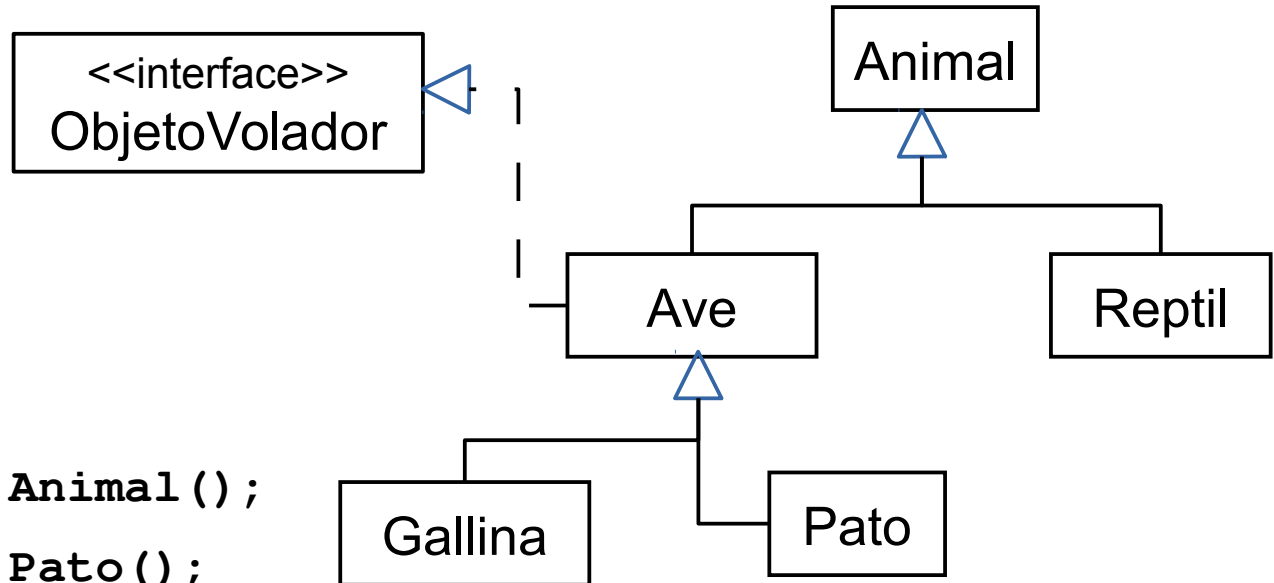 Animal
<<interface>>
ObjetoVolador
Ave
Reptil
Animal();
Gallina
Pato
Pato();